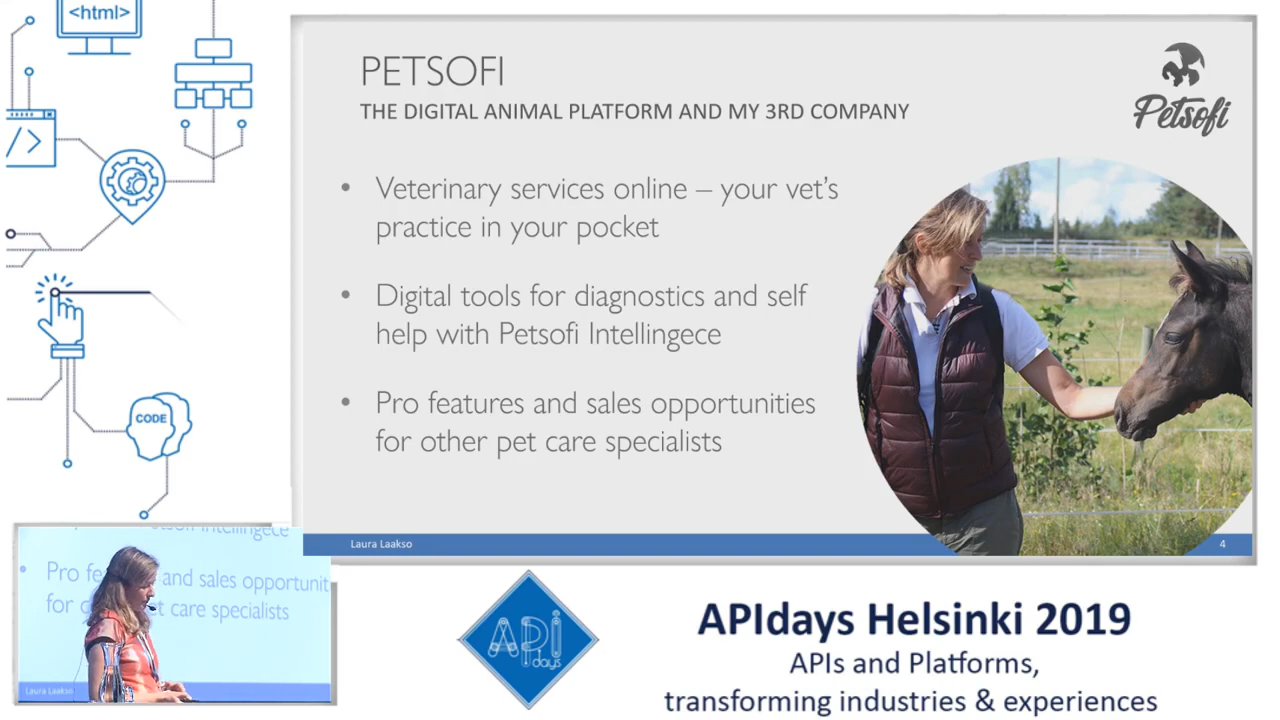 <html>
</>
CODE
PETSOFI
THE DIGITAL ANIMAL PLATFORM AND MY 3RD COMPANY
Petsofi
• Veterinary services online – your vet's
practice in your pocket
• Digital tools for diagnostics and self
help with Petsofi Intellingece
• Pro features and sales opportunities
for other pet care specialists
Laura Laakso
4
Intellingece
• Pro fe and sales opportunit
for care specialists
Laura Laakso
API
days
APIdays Helsinki 2019
APIs and Platforms,
transforming industries & experiences